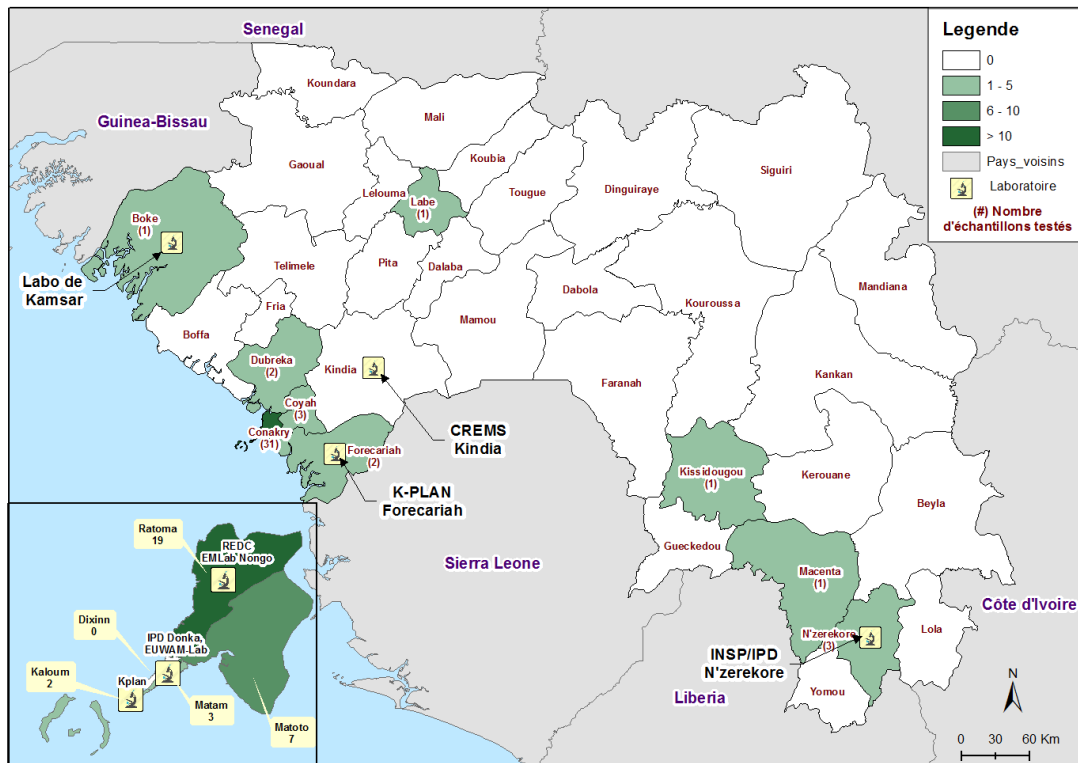 Senegal
Guinea-Bissau
Koundara
Mali
Gaoual
Koubia
Lelouma
Labe
(1)
Tougue
Dinguiraye
Siguiri
Boke
(1)
Labo de
Kamsar
Telimele
Pita
Dalaba
Dabola
Kouroussa
Mandiana
Fria
Boffa
Mamou
Dubreka
(2)
Kindia
Faranah
Kankan
Coyah
(3)
Conakry
(31)
Forecariah
(2)
CREMS
Kindia
K-PLAN
Forecariah
Kissidougou
(1)
Kerouane
Beyla
Gueckedou
Sierra Leone
Macenta
(1)
Côte d'Ivoire
N'zerekore
(3)
Lola
INSP/IPD
N'zerekore
Yomou
Liberia
Legende
0
1 - 5
6 - 10
> 10
Pays_voisins
Laboratoire
(#) Nombre
d'échantillons testés
Ratoma
19
REDC
EMLab Nongo
Dixinn
0
IPD Donka,
EUWAM-Lab
Kaloum
2
Kplan
Matam
3
Matoto
7
N
0 30 60 Km